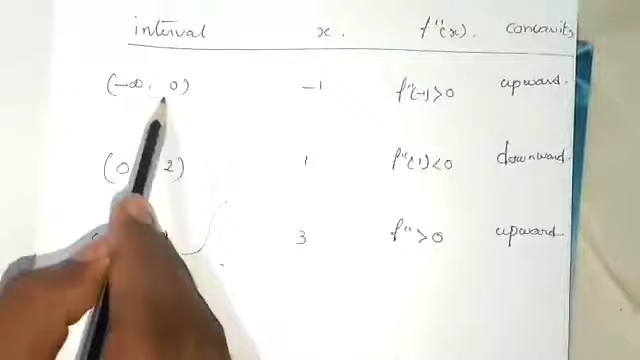 interval x. f"(x). concavity
(-∞, 0) -1 f"(-1)>0 upward.
(0 2) 1 f"(1)<0 downward.
3 f">0 upward.